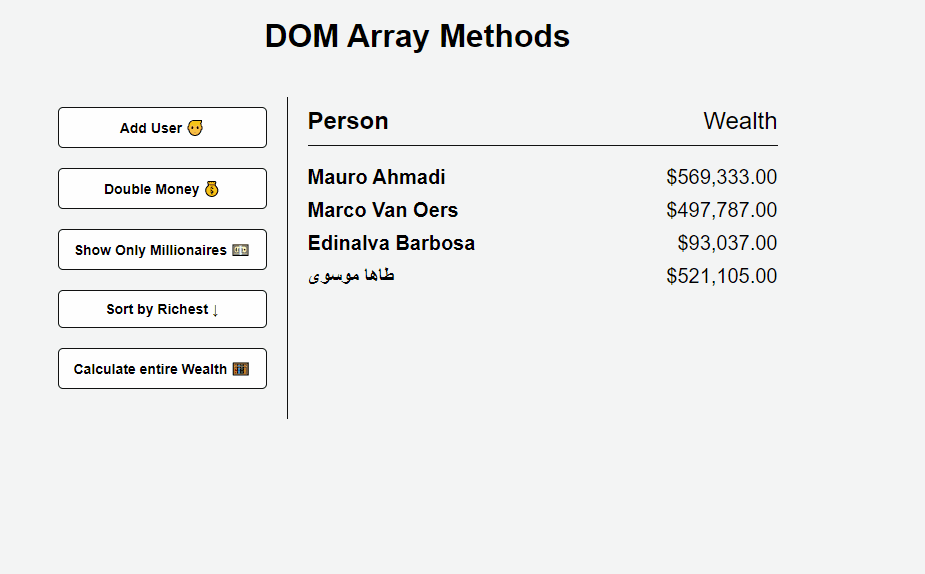 DOM Array Methods
Add User 👨
Double Money 💰
Show Only Millionaires 💵
Sort by Richest ↓
Calculate entire Wealth 🧮
Person Wealth
Mauro Ahmadi $569,333.00
Marco Van Oers $497,787.00
Edinalva Barbosa $93,037.00
طاها موسوی $521,105.00